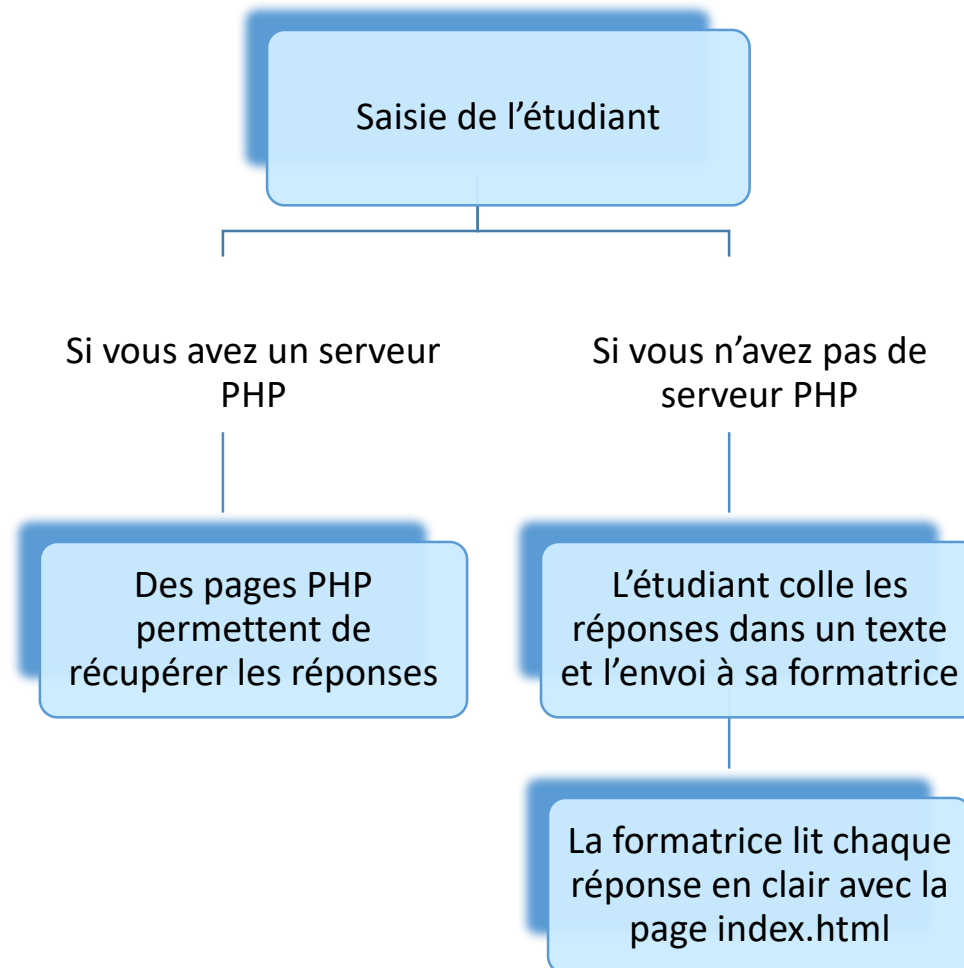 Saisie de l’étudiant
Si vous avez un serveur
PHP
Si vous n’avez pas de
serveur PHP
Des pages PHP
permettent de
récupérer les réponses
L’étudiant colle les
réponses dans un texte
et l’envoi à sa formatrice
La formatrice lit chaque
réponse en clair avec la
page index.html